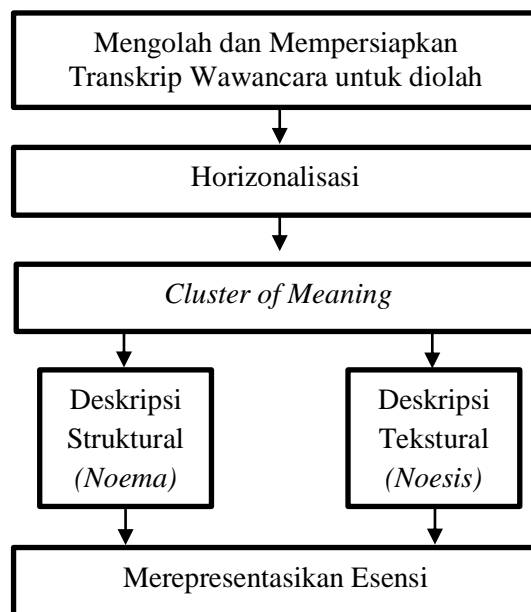 Mengolah dan Mempersiapkan
Transkrip Wawancara untuk diolah
Horizonalisasi
Cluster of Meaning
Deskripsi
Struktural
(Noema)
Deskripsi
Tekstural
(Noesis)
Merepresentasikan Esensi